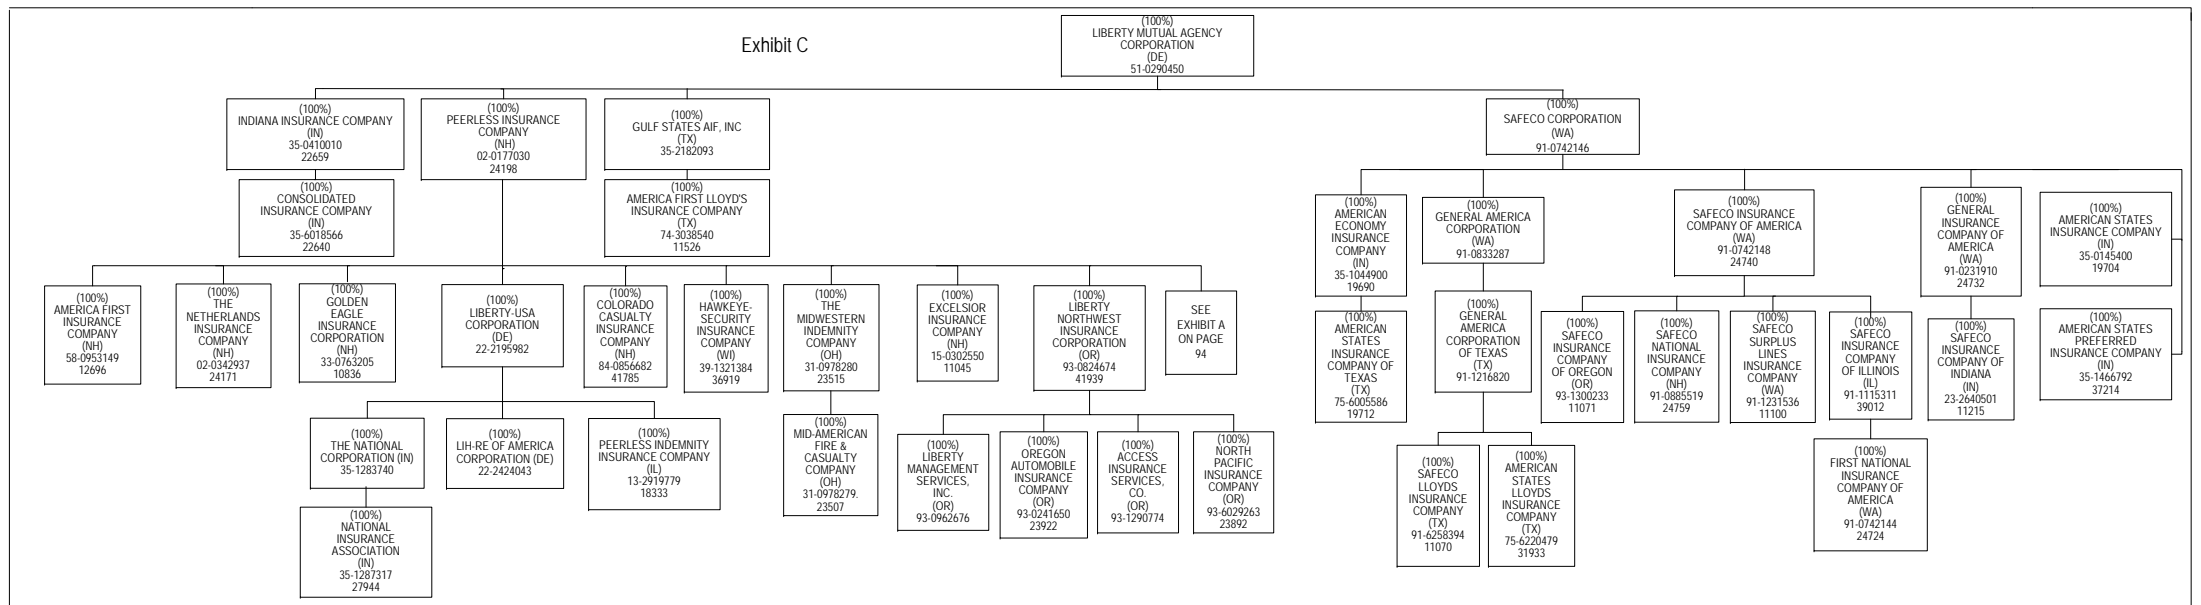 Exhibit C
(100%)
LIBERTY MUTUAL AGENCY
CORPORATION
(DE)
51-0290450
(100%)
INDIANA INSURANCE COMPANY
(IN)
35-0410010
22659
(100%)
PEERLESS INSURANCE
COMPANY
(NH)
02-0177030
24198
(100%)
GULF STATES AIF, INC
(TX)
35-2182093
(100%)
SAFECO CORPORATION
(WA)
91-0742146
(100%)
CONSOLIDATED
INSURANCE COMPANY
(IN)
35-6018566
22640
(100%)
AMERICA FIRST LLOYD'S
INSURANCE COMPANY
(TX)
74-3038540
11526
(100%)
AMERICAN
ECONOMY
INSURANCE
COMPANY
(IN)
35-1044900
19690
(100%)
GENERAL AMERICA
CORPORATION
(WA)
91-0833287
(100%)
SAFECO INSURANCE
COMPANY OF AMERICA
(WA)
91-0742148
24740
(100%)
GENERAL
INSURANCE
COMPANY OF
AMERICA
(WA)
91-0231910
24732
(100%)
AMERICAN STATES
INSURANCE COMPANY
(IN)
35-0145400
19704
(100%)
AMERICA FIRST
INSURANCE
COMPANY
(NH)
58-0953149
12696
(100%)
THE
NETHERLANDS
INSURANCE
COMPANY
(NH)
02-0342937
24171
(100%)
GOLDEN
EAGLE
INSURANCE
CORPORATION
(NH)
33-0763205
10836
(100%)
LIBERTY-USA
CORPORATION
(DE)
22-2195982
(100%)
COLORADO
CASUALTY
INSURANCE
COMPANY
(NH)
84-0856682
41785
(100%)
HAWKEYE-
SECURITY
INSURANCE
COMPANY
(WI)
39-1321384
36919
(100%)
THE
MIDWESTERN
INDEMNITY
COMPANY
(OH)
31-0978280
23515
(100%)
EXCELSIOR
INSURANCE
COMPANY
(NH)
15-0302550
11045
(100%)
LIBERTY
NORTHWEST
INSURANCE
CORPORATION
(OR)
93-0824674
41939
SEE
EXHIBIT A
ON PAGE
94
(100%)
AMERICAN
STATES
INSURANCE
COMPANY OF
TEXAS
(TX)
75-6005586
19712
(100%)
GENERAL
AMERICA
CORPORATION
OF TEXAS
(TX)
91-1216820
(100%)
SAFECO
INSURANCE
COMPANY
OF OREGON
(OR)
93-1300233
11071
(100%)
SAFECO
NATIONAL
INSURANCE
COMPANY
(NH)
91-0885519
24759
(100%)
SAFECO
SURPLUS
LINES
INSURANCE
COMPANY
(WA)
91-1231536
11100
(100%)
SAFECO
INSURANCE
COMPANY
OF ILLINOIS
(IL)
91-1115311
39012
(100%)
SAFECO
INSURANCE
COMPANY OF
INDIANA
(IN)
23-2640501
11215
(100%)
AMERICAN STATES
PREFERRED
INSURANCE COMPANY
(IN)
35-1466792
37214
(100%)
THE NATIONAL
CORPORATION (IN)
35-1283740
(100%)
LIH-RE OF AMERICA
CORPORATION (DE)
22-2424043
(100%)
PEERLESS INDEMNITY
INSURANCE COMPANY
(IL)
13-2919779
18333
(100%)
MID-AMERICAN
FIRE &
CASUALTY
COMPANY
(OH)
31-0978279.
23507
(100%)
LIBERTY
MANAGEMENT
SERVICES,
INC.
(OR)
93-0962676
(100%)
OREGON
AUTOMOBILE
INSURANCE
COMPANY
(OR)
93-0241650
23922
(100%)
ACCESS
INSURANCE
SERVICES,
CO.
(OR)
93-1290774
(100%)
NORTH
PACIFIC
INSURANCE
COMPANY
(OR)
93-6029263
23892
(100%)
SAFECO
LLOYDS
INSURANCE
COMPANY
(TX)
91-6258394
11070
(100%)
AMERICAN
STATES
LLOYDS
INSURANCE
COMPANY
(TX)
75-6220479
31933
(100%)
FIRST NATIONAL
INSURANCE
COMPANY OF
AMERICA
(WA)
91-0742144
24724
(100%)
NATIONAL
INSURANCE
ASSOCIATION
(IN)
35-1287317
27944